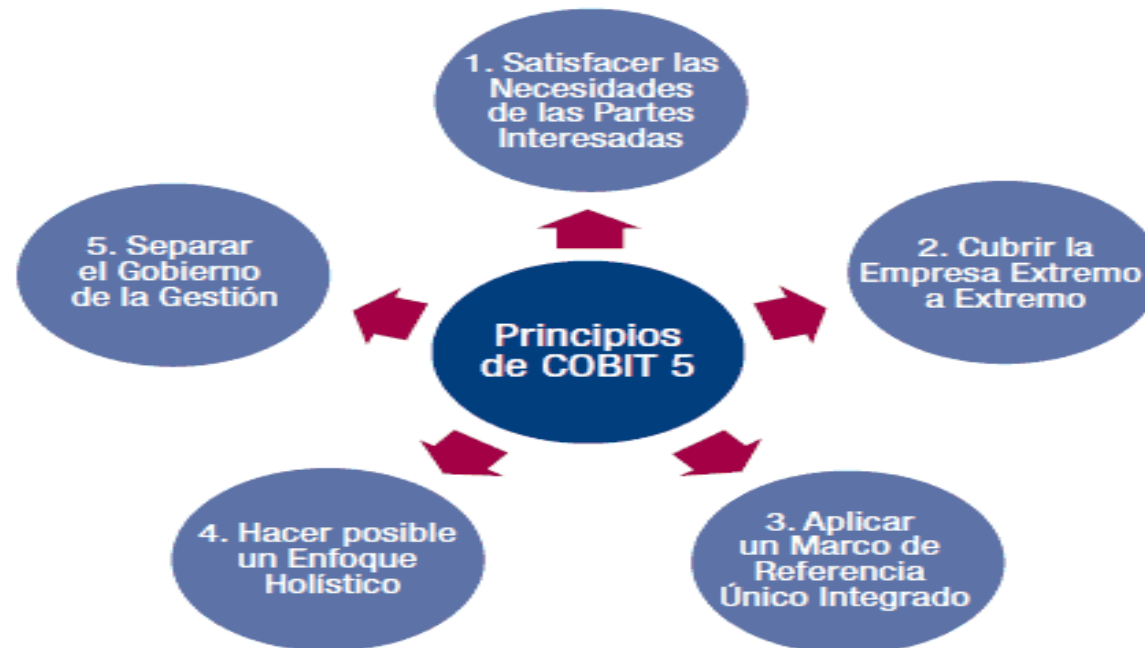 1. Satisfacer las
Necesidades
de las Partes
Interesadas
2. Cubrir la
Empresa Extremo
a Extremo
3. Aplicar
un Marco de
Referencia
Único Integrado
4. Hacer posible
un Enfoque
Holístico
5. Separar
el Gobierno
de la Gestión
Principios
de COBIT 5